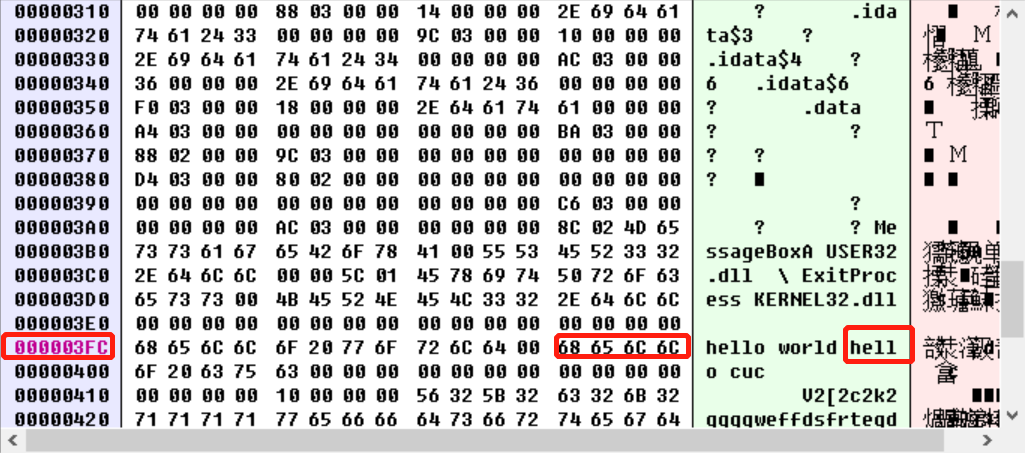 00000310 00 00 00 00 88 03 00 00 14 00 00 00 2E 69 64 61 ? .ida
00000320 74 61 24 33 00 00 00 00 9C 03 00 00 10 00 00 00 ta$3 ? M
00000330 2E 69 64 61 74 61 24 34 00 00 00 00 AC 03 00 00 .idata$4 ?
00000340 36 00 00 00 2E 69 64 61 74 61 24 36 00 00 00 00 6 .idata$6 6
00000350 F0 03 00 00 18 00 00 00 2E 64 61 74 61 00 00 00 ? .data
00000360 A4 03 00 00 00 00 00 00 00 00 00 00 BA 03 00 00 ? ? T
00000370 88 02 00 00 9C 03 00 00 00 00 00 00 00 00 00 00 ? ? M
00000380 D4 03 00 00 80 02 00 00 00 00 00 00 00 00 00 00 ?
00000390 00 00 00 00 00 00 00 00 00 00 00 00 C6 03 00 00 ?
000003A0 00 00 00 00 AC 03 00 00 00 00 00 00 8C 02 4D 65 ? ? Me
000003B0 73 73 61 67 65 42 6F 78 41 00 55 53 45 52 33 32 ssageBoxA USER32
000003C0 2E 64 6C 6C 00 00 5C 01 45 78 69 74 50 72 6F 63 .dll \ ExitProc
000003D0 65 73 73 00 4B 45 52 4E 45 4C 33 32 2E 64 6C 6C ess KERNEL32.dll
000003E0 00 00 00 00 00 00 00 00 00 00 00 00 00 00 00 00
000003FC 68 65 6C 6C 6F 20 77 6F 72 6C 64 00 68 65 6C 6C hello world hell
00000400 6F 20 63 75 63 00 00 00 00 00 00 00 00 00 00 00 o cuc
00000410 00 00 00 00 10 00 00 00 56 32 5B 32 63 32 6B 32 V2[2c2k2
00000420 71 71 71 71 77 65 66 66 64 73 66 72 74 65 67 64 qqqqweffdsfrtegd